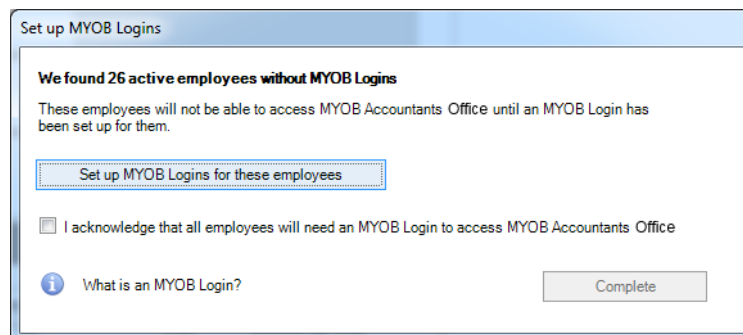 Set up MYOB Logins
We found 26 active employees without MYOB Logins
These employees will not be able to access MYOB Accountants Office until an MYOB Login has
been set up for them.
Set up MYOB Logins for these employees
I acknowledge that all employees will need an MYOB Login to access MYOB Accountants Office
What is an MYOB Login?
Complete